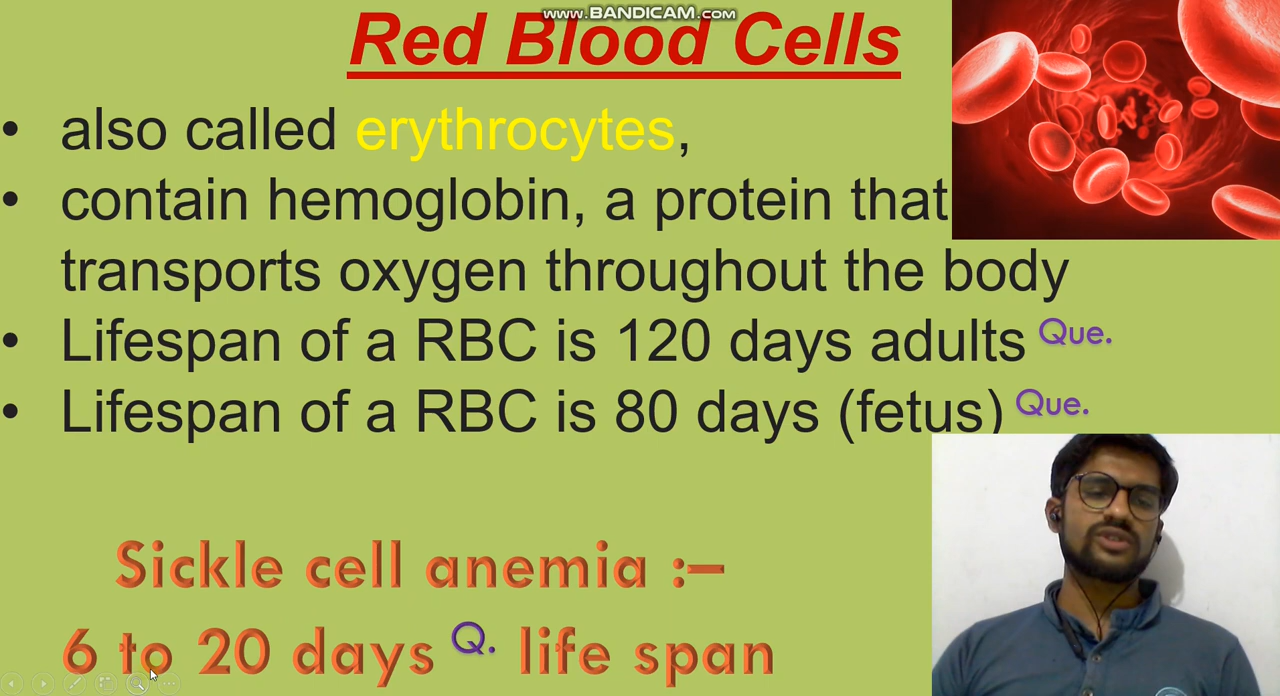 WWW.BANDICAM.COM
Red Blood Cells
• also called erythrocytes,
• contain hemoglobin, a protein that
transports oxygen throughout the body
• Lifespan of a RBC is 120 days adults Que.
• Lifespan of a RBC is 80 days (fetus) Que.
Sickle cell anemia :–
6 to 20 days Q. life span